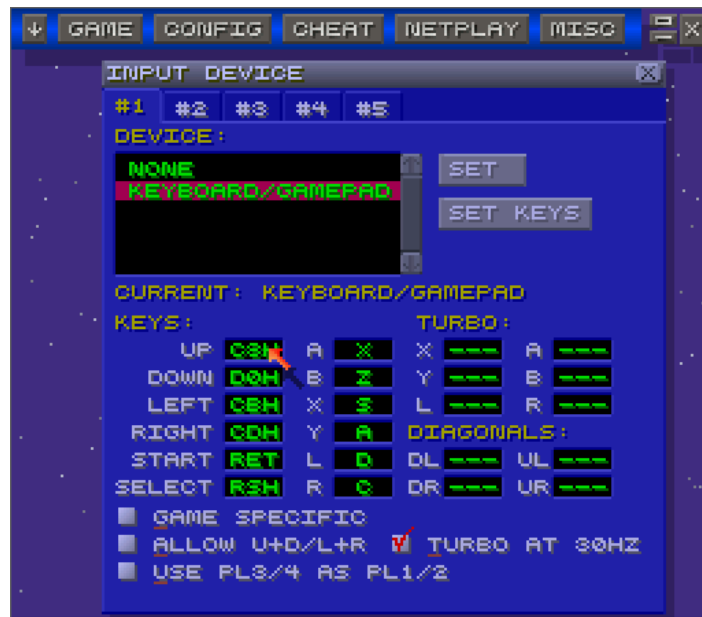 GAME CONFIG CHEAT NETPLAY MISC X
INPUT DEVICE X
#1 #2 #3 #4 #5
DEVICE:
NONE SET
KEYBOARD/GAMEPAD
SET KEYS
CURRENT: KEYBOARD/GAMEPAD
KEYS: TURBO:
UP C8H A X X --- A ---
DOWN D0H B Z Y --- B ---
LEFT CBH X S L --- R ---
RIGHT CDH Y A DIAGONALS:
START RET L D DL --- UL ---
SELECT RSH R C DR --- UR ---
GAME SPECIFIC
ALLOW U+D/L+R TURBO AT 30HZ
USE PL3/4 AS PL1/2